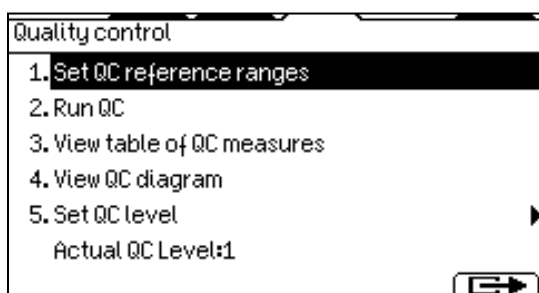 Quality control
1. Set QC reference ranges
2. Run QC
3. View table of QC measures
4. View QC diagram
5. Set QC level
Actual QC Level:1